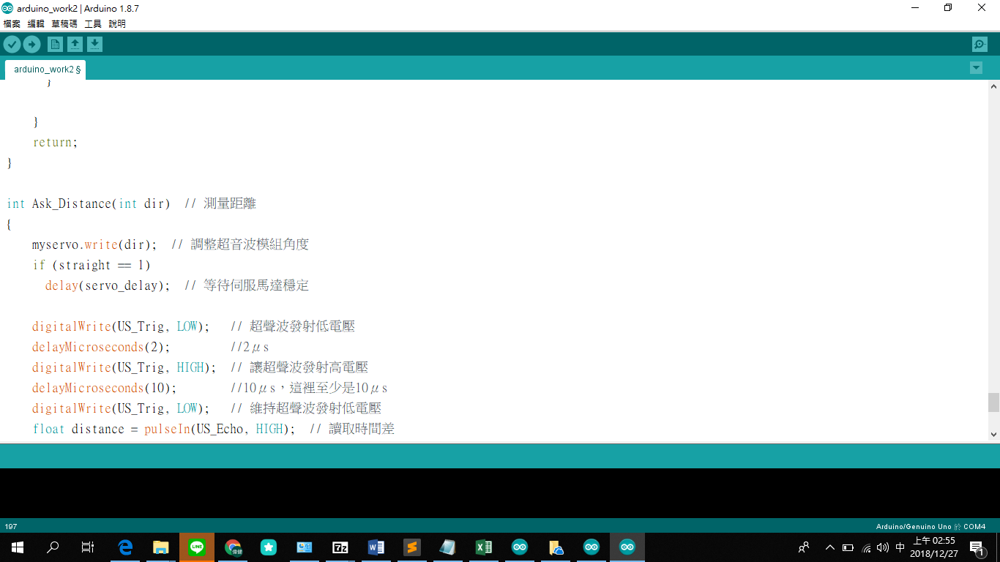 arduino_work2 | Arduino 1.8.7
檔案 編輯 草稿碼 工具 說明
arduino_work2 §
}
}
return;
}
int Ask_Distance(int dir) // 測量距離
{
myservo.write(dir); // 調整超音波模組角度
if (straight == 1)
delay(servo_delay); // 等待伺服馬達穩定
digitalWrite(US_Trig, LOW); // 超聲波發射低電壓
delayMicroseconds(2); //2μs
digitalWrite(US_Trig, HIGH); // 讓超聲波發射高電壓
delayMicroseconds(10); //10μs，這裡至少是10μs
digitalWrite(US_Trig, LOW); // 維持超聲波發射低電壓
float distance = pulseIn(US_Echo, HIGH); // 讀取時間差
197
Arduino/Genuino Uno 於 COM4
LINE
7z
中
上午 02:55
2018/12/27
1